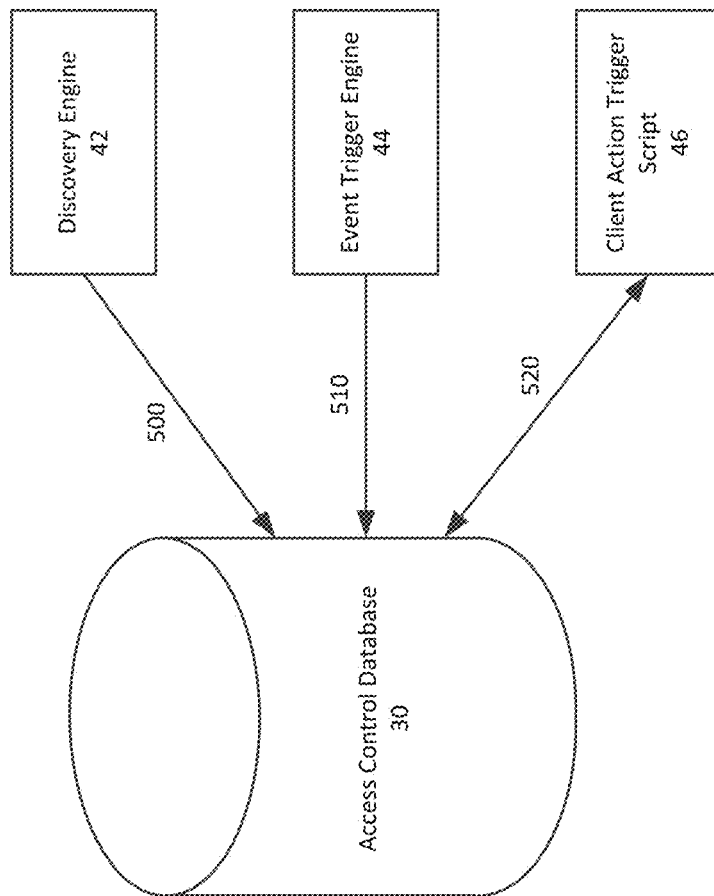 Discovery Engine
42
Event Trigger Engine
44
Client Action Trigger
Script
46
500
510
520
Access Control Database
30